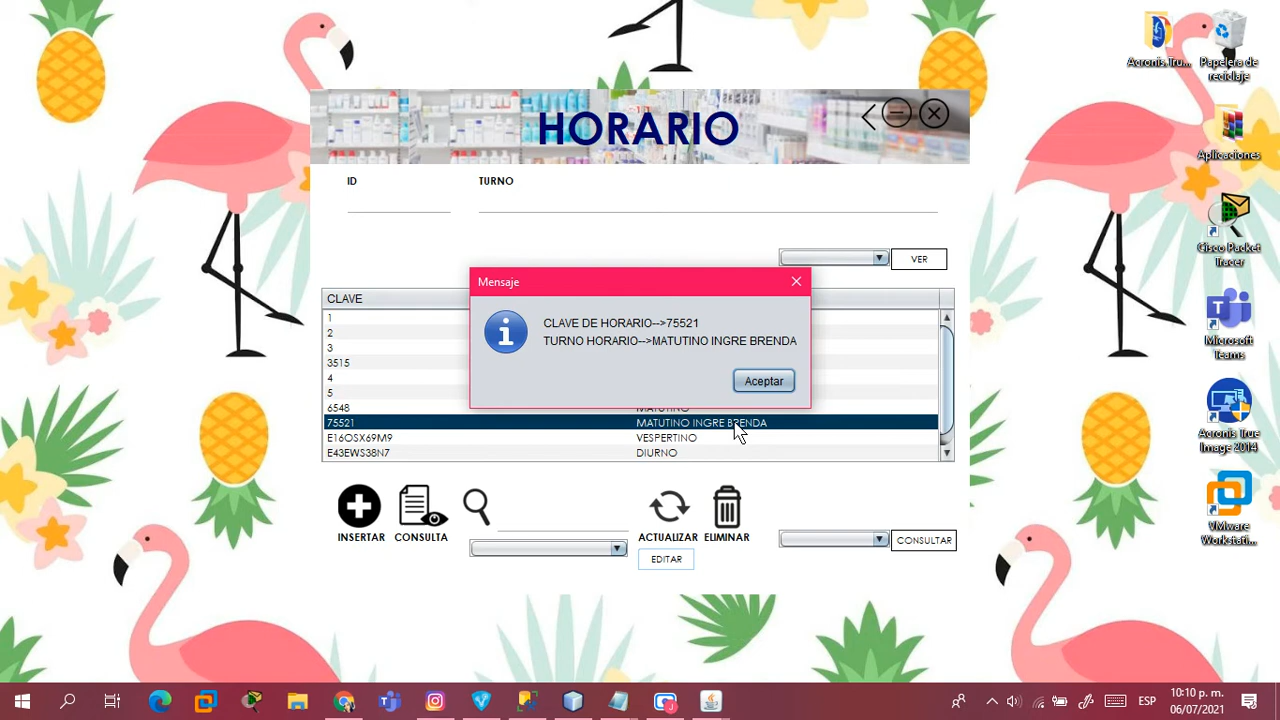 Acronis Tru...
Papelera de
reciclaje
HORARIO
Aplicaciones
ID
TURNO
VER
Cisco Packet
Tracer
Mensaje
CLAVE
CLAVE DE HORARIO-->75521
TURNO HORARIO-->MATUTINO INGRE BRENDA
Aceptar
1
2
3
3515
4
5
6548 MATUTINO
75521 MATUTINO INGRE BRENDA
E16OSX69M9 VESPERTINO
E43EWS38N7 DIURNO
Microsoft
Teams
Acronis True
Image 2014
VMware
Workstati...
INSERTAR
CONSULTA
ACTUALIZAR
ELIMINAR
EDITAR
CONSULTAR
ESP
10:10 p. m.
06/07/2021